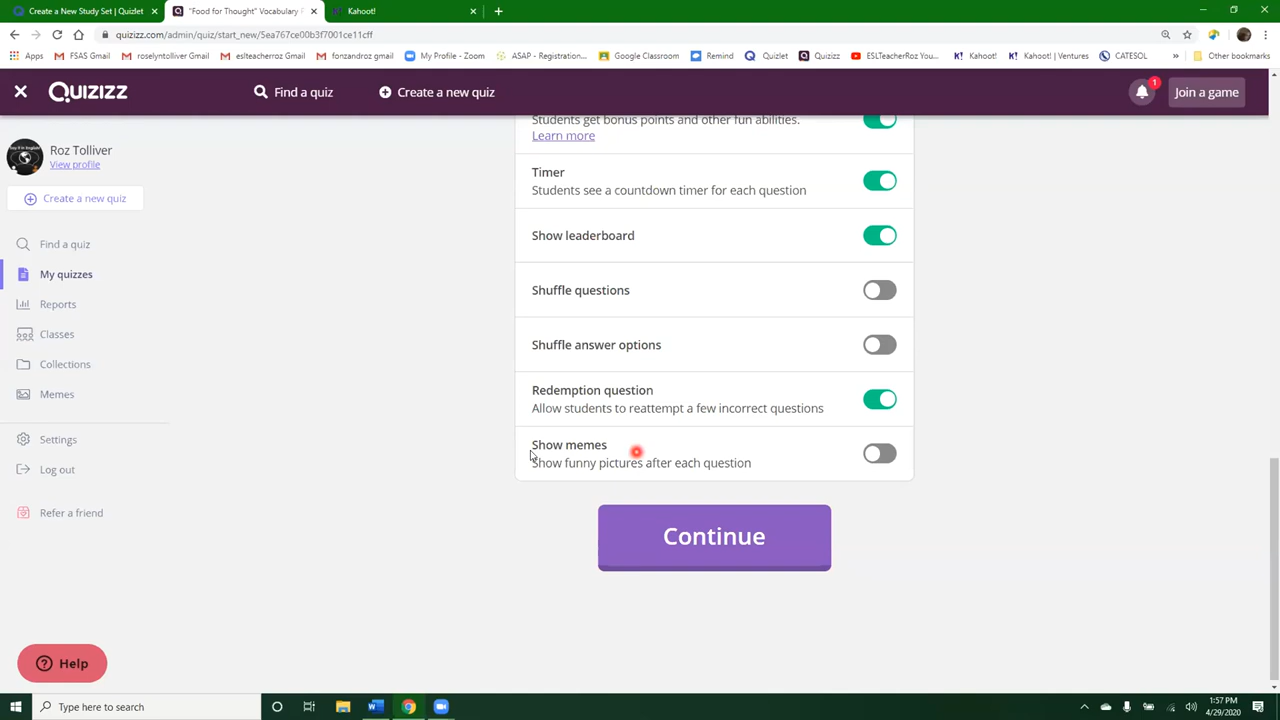 Create a New Study Set | Quizlet
"Food for Thought" Vocabulary F
Kahoot!
quizizz.com/admin/quiz/start_new/5ea767ce00b3f7001ce11cff
Apps
FSAS Gmail
roselyntolliver Gmail
eslteacherroz Gmail
fonzandroz gmail
My Profile - Zoom
ASAP - Registration...
Google Classroom
Remind
Quizlet
Quizizz
ESLTeacherRoz You...
Kahoot!
Kahoot! | Ventures
CATESOL
»
Other bookmarks
QUIZIZZ
Find a quiz
Create a new quiz
1
Join a game
Roz Tolliver
View profile
Create a new quiz
Find a quiz
My quizzes
Reports
Classes
Collections
Memes
Settings
Log out
Refer a friend
Students get bonus points and other fun abilities.
Learn more
Timer
Students see a countdown timer for each question
Show leaderboard
Shuffle questions
Shuffle answer options
Redemption question
Allow students to reattempt a few incorrect questions
Show memes
Show funny pictures after each question
Continue
Help
Type here to search
1:57 PM
4/29/2020